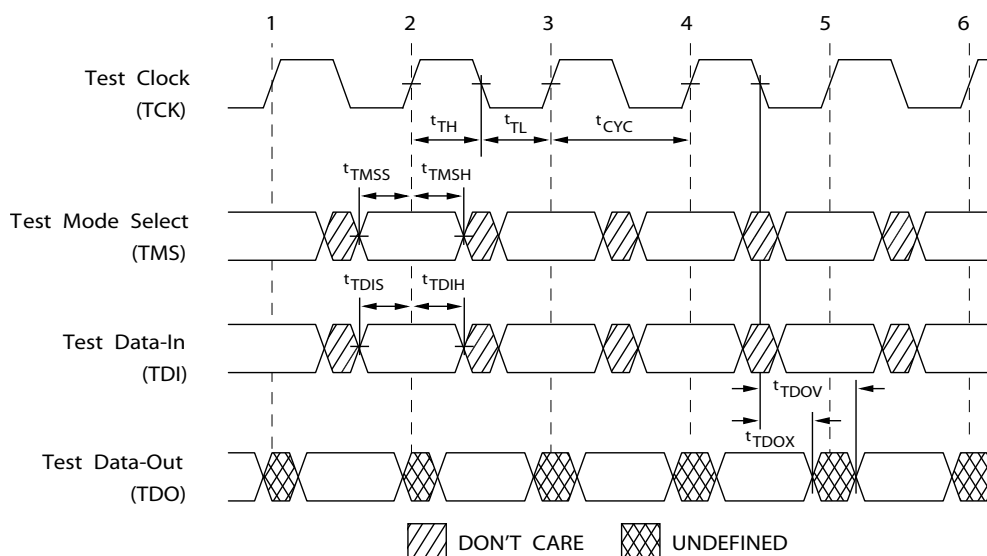 1 2 3 4 5 6
Test Clock
(TCK)
tTH tTL tCYC
tTMSS tTMSH
Test Mode Select
(TMS)
tTDIS tTDIH
Test Data-In
(TDI)
tTDOV
tTDOX
Test Data-Out
(TDO)
DON'T CARE UNDEFINED